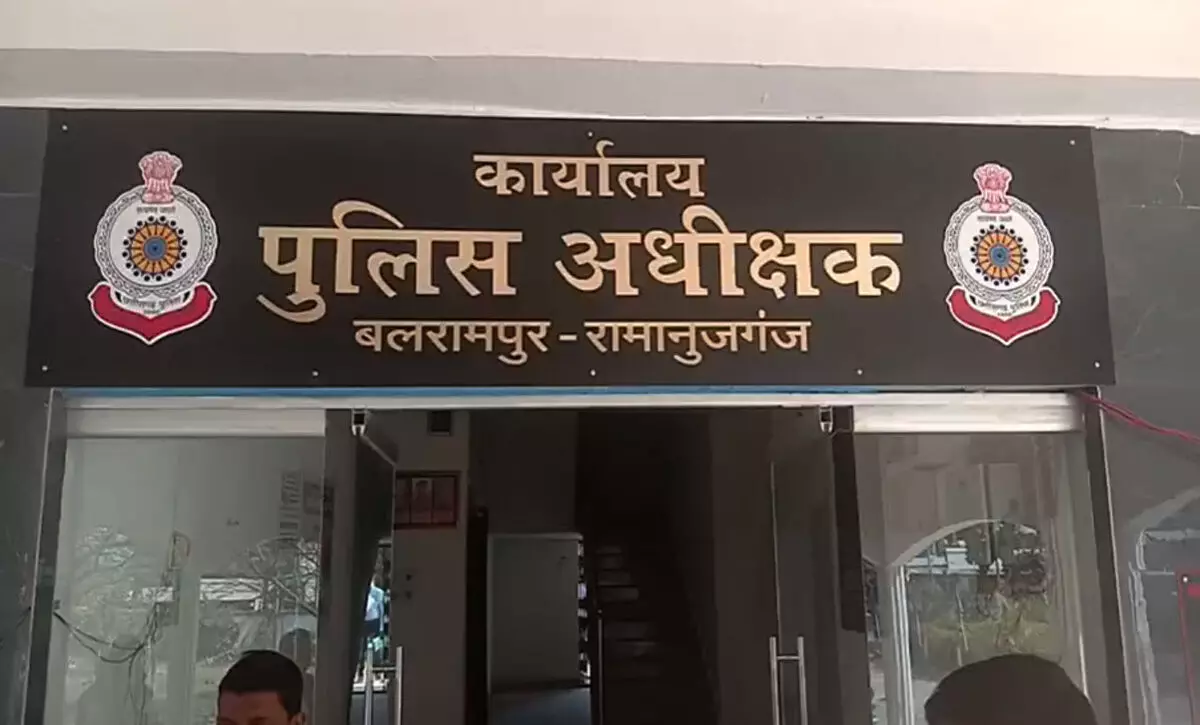 कार्यालय
पुलिस अधीक्षक
बलरामपुर - रामानुजगंज